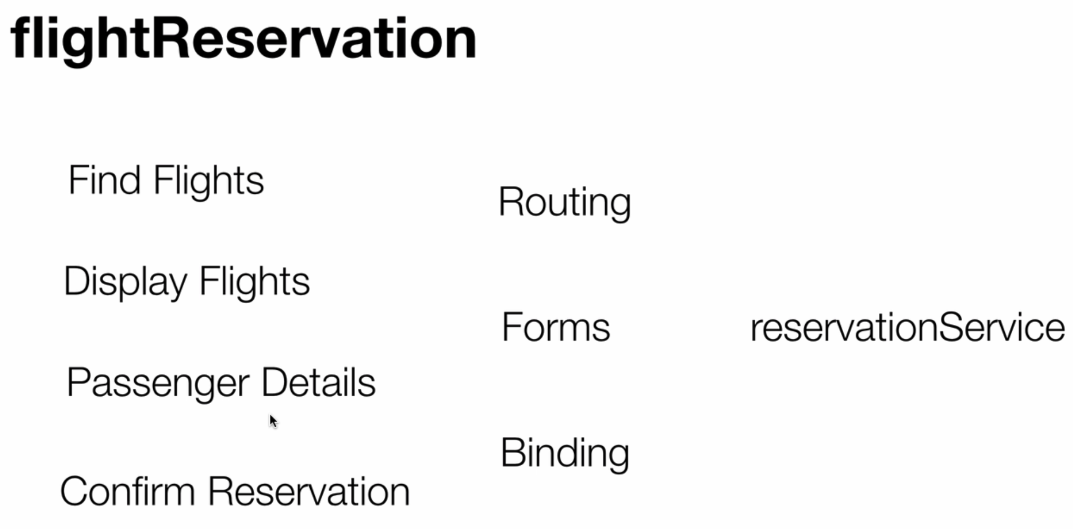 flightReservation
Find Flights
Display Flights
Passenger Details
Confirm Reservation
Routing
Forms
Binding
reservationService